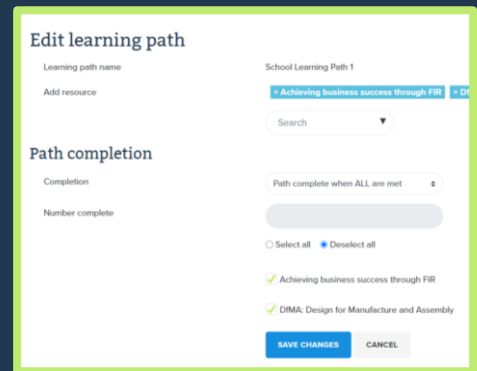 Edit learning path
Learning path name School Learning Path 1
Add resource × Achieving business success through FIR ×
Search
Path completion
Completion Path complete when ALL are met
Number complete
Select all Deselect all
Achieving business success through FIR
DfMA: Design for Manufacture and Assembly
SAVE CHANGES CANCEL